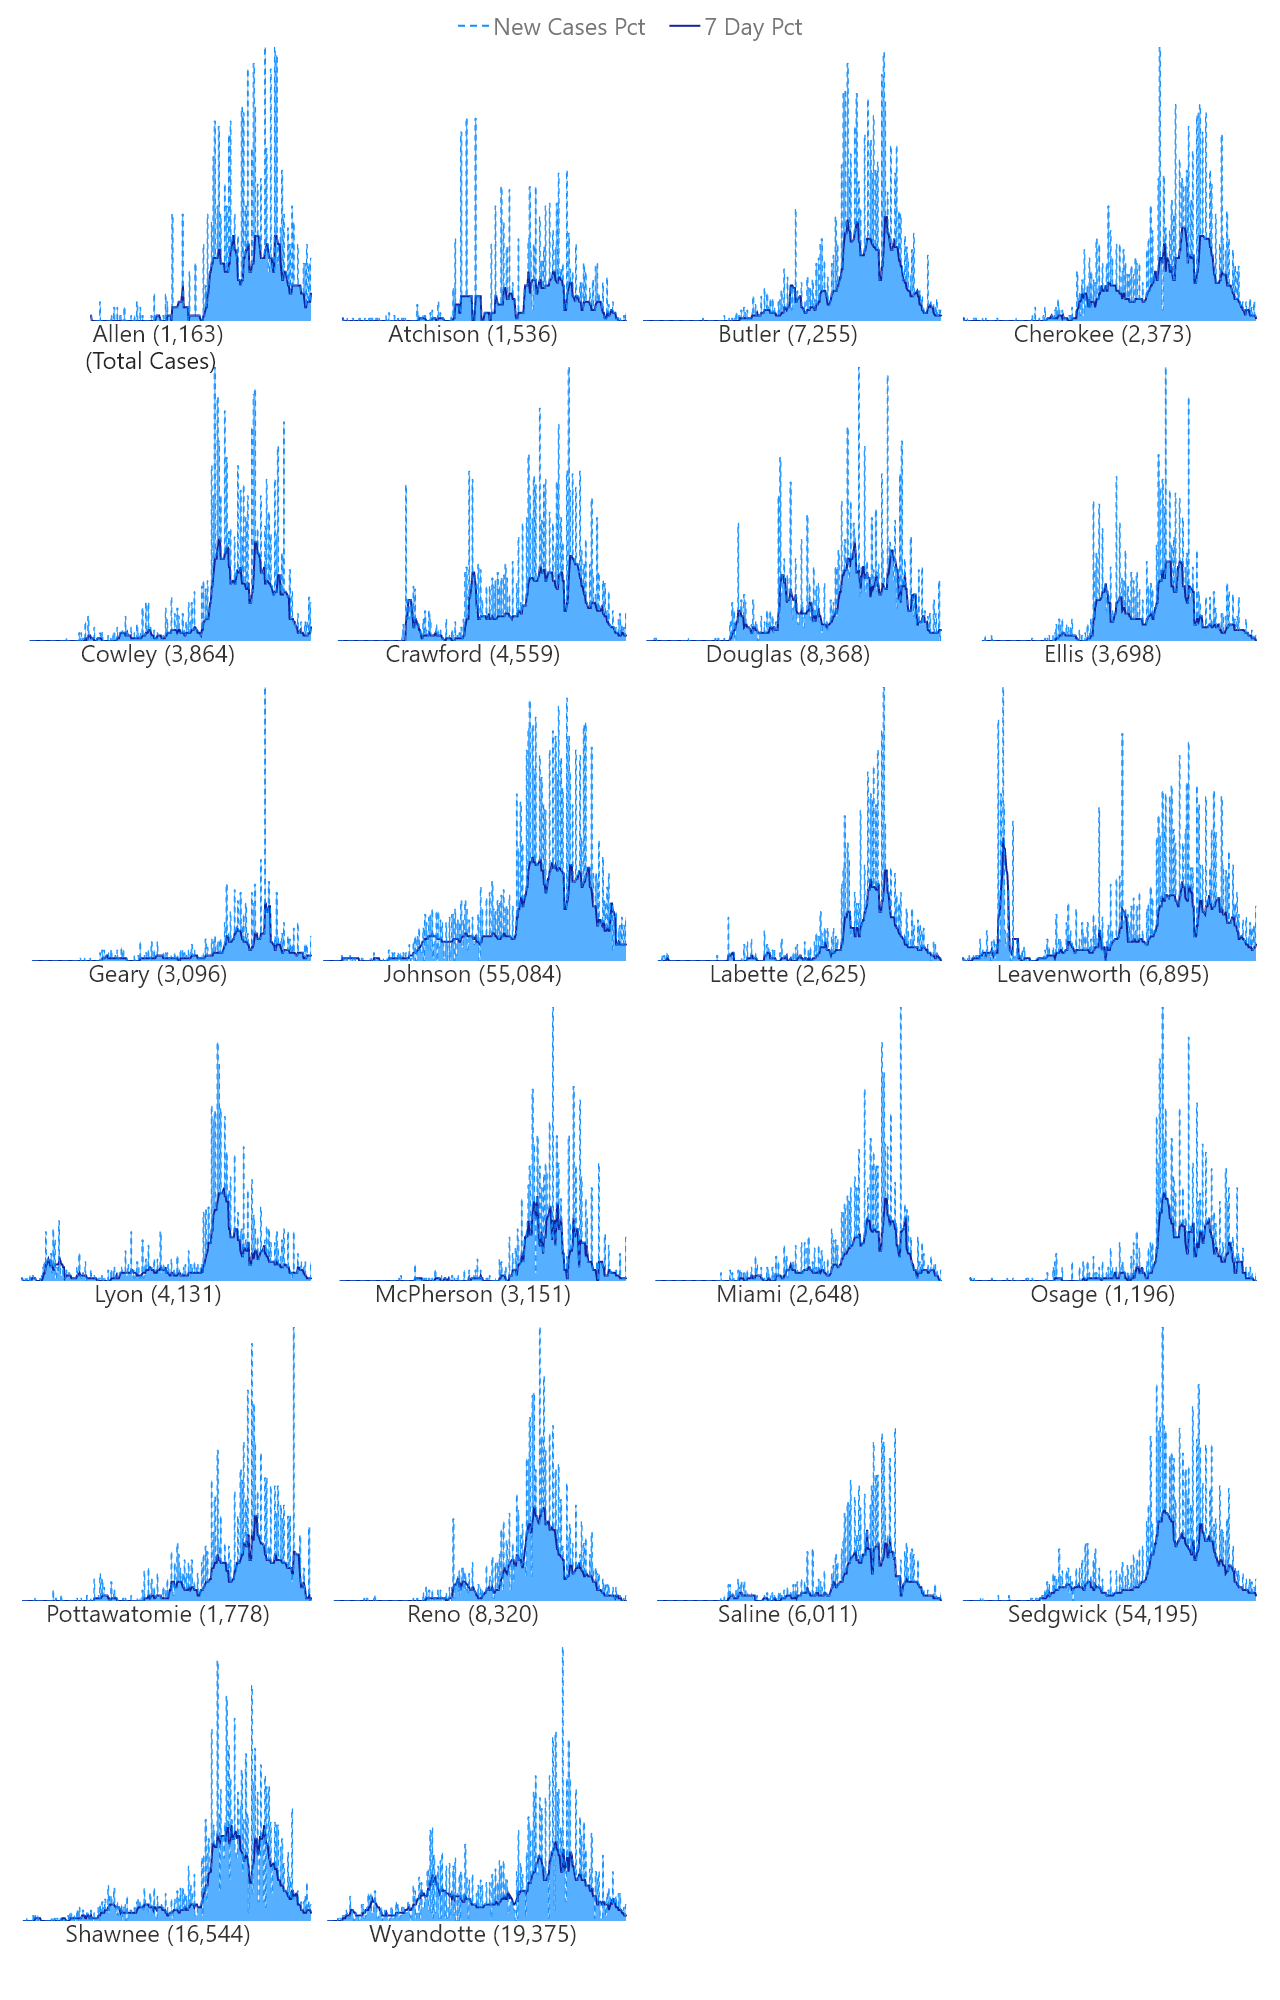 New Cases Pct 7 Day Pct
Allen (1,163)
(Total Cases)
Atchison (1,536)
Butler (7,255)
Cherokee (2,373)
Cowley (3,864)
Crawford (4,559)
Douglas (8,368)
Ellis (3,698)
Geary (3,096)
Johnson (55,084)
Labette (2,625)
Leavenworth (6,895)
Lyon (4,131)
McPherson (3,151)
Miami (2,648)
Osage (1,196)
Pottawatomie (1,778)
Reno (8,320)
Saline (6,011)
Sedgwick (54,195)
Shawnee (16,544)
Wyandotte (19,375)